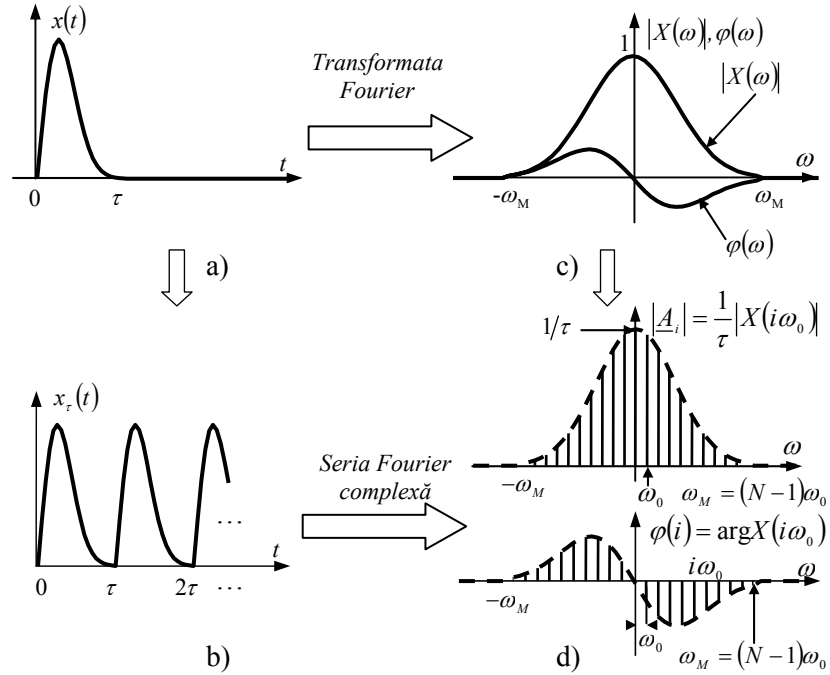 x(t)
t
0
τ
a)
Transformata
Fourier
1
|X(ω)|, φ(ω)
|X(ω)|
ω
-ω_M
ω_M
φ(ω)
c)
x_τ(t)
...
t
0
τ
2τ
...
b)
Seria Fourier
complexă
1/τ
|A̲_i| = 1/τ |X(iω_0)|
ω
−ω_M
ω_0
ω_M = (N−1)ω_0
φ(i) = argX(iω_0)
iω_0
ω
−ω_M
ω_0
ω_M = (N−1)ω_0
d)